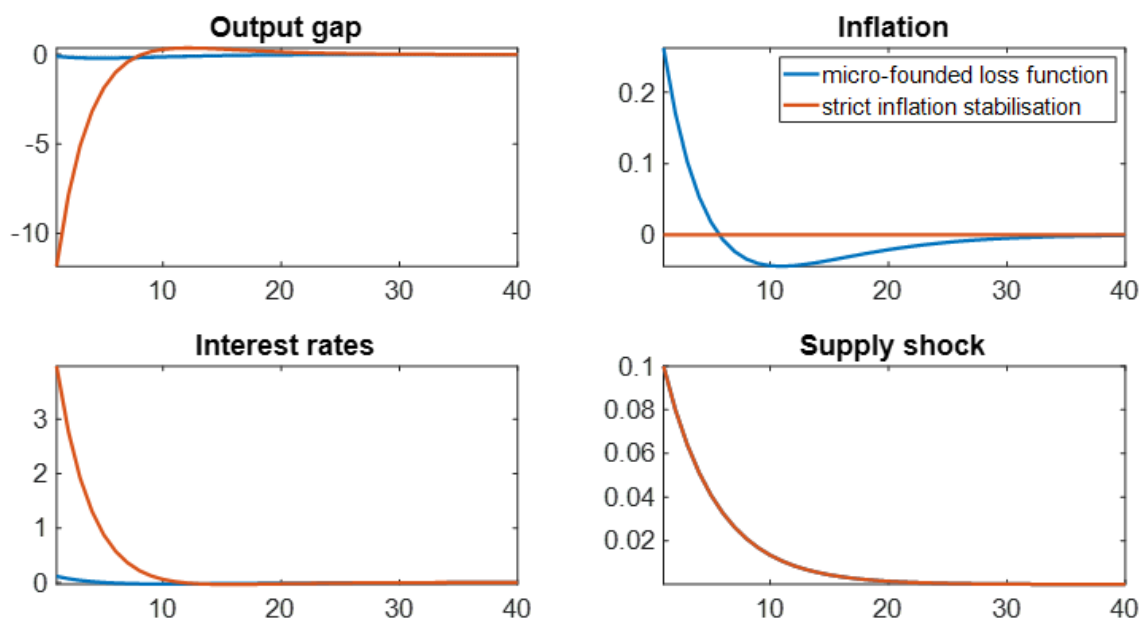 Output gap
0
-5
-10
10 20 30 40
Inflation
micro-founded loss function
strict inflation stabilisation
0.2
0.1
0
10 20 30 40
Interest rates
3
2
1
0
10 20 30 40
Supply shock
0.1
0.08
0.06
0.04
0.02
10 20 30 40